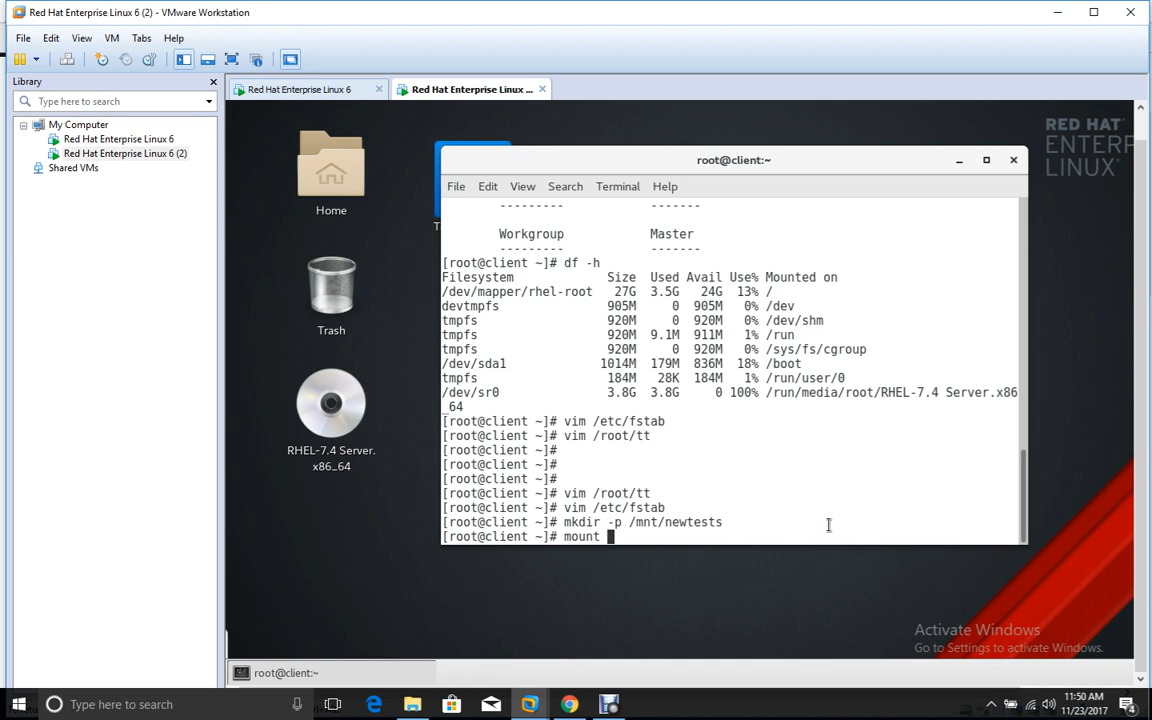 Red Hat Enterprise Linux 6 (2) - VMware Workstation
File Edit View VM Tabs Help
Library
Type here to search
My Computer
Red Hat Enterprise Linux 6
Red Hat Enterprise Linux 6 (2)
Shared VMs
Red Hat Enterprise Linux 6
Red Hat Enterprise Linux ...
RED HAT
ENTERPR
LINUX
Home
Trash
RHEL-7.4 Server.
x86_64
root@client:~
File Edit View Search Terminal Help
--------- -------
Workgroup Master
--------- -------
[root@client ~]# df -h
Filesystem Size Used Avail Use% Mounted on
/dev/mapper/rhel-root 27G 3.5G 24G 13% /
devtmpfs 905M 0 905M 0% /dev
tmpfs 920M 0 920M 0% /dev/shm
tmpfs 920M 9.1M 911M 1% /run
tmpfs 920M 0 920M 0% /sys/fs/cgroup
/dev/sda1 1014M 179M 836M 18% /boot
tmpfs 184M 28K 184M 1% /run/user/0
/dev/sr0 3.8G 3.8G 0 100% /run/media/root/RHEL-7.4 Server.x86
_64
[root@client ~]# vim /etc/fstab
[root@client ~]# vim /root/tt
[root@client ~]#
[root@client ~]#
[root@client ~]#
[root@client ~]# vim /root/tt
[root@client ~]# vim /etc/fstab
[root@client ~]# mkdir -p /mnt/newtests
[root@client ~]# mount
Activate Windows
Go to Settings to activate Windows.
root@client:~
Type here to search
11:50 AM
11/23/2017
4